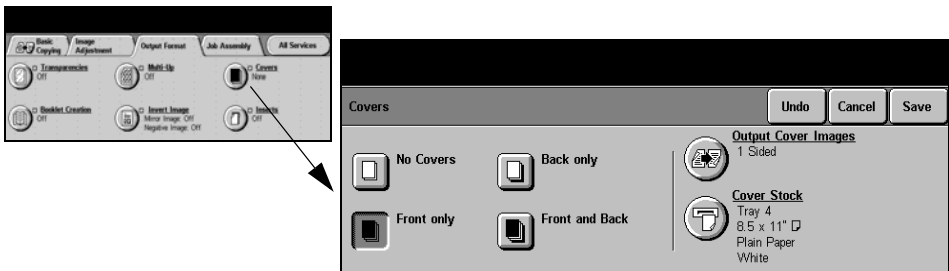 Basic Copying
Image Adjustment
Output Format
Job Assembly
All Services
Transparencies
Off
Multi-Up
Off
Covers
None
Booklet Creation
Off
Invert Image
Mirror Image: Off
Negative Image: Off
Inserts
Off
Covers
Undo
Cancel
Save
No Covers
Back only
Front only
Front and Back
Output Cover Images
1 Sided
Cover Stock
Tray 4
8.5 x 11"
Plain Paper
White